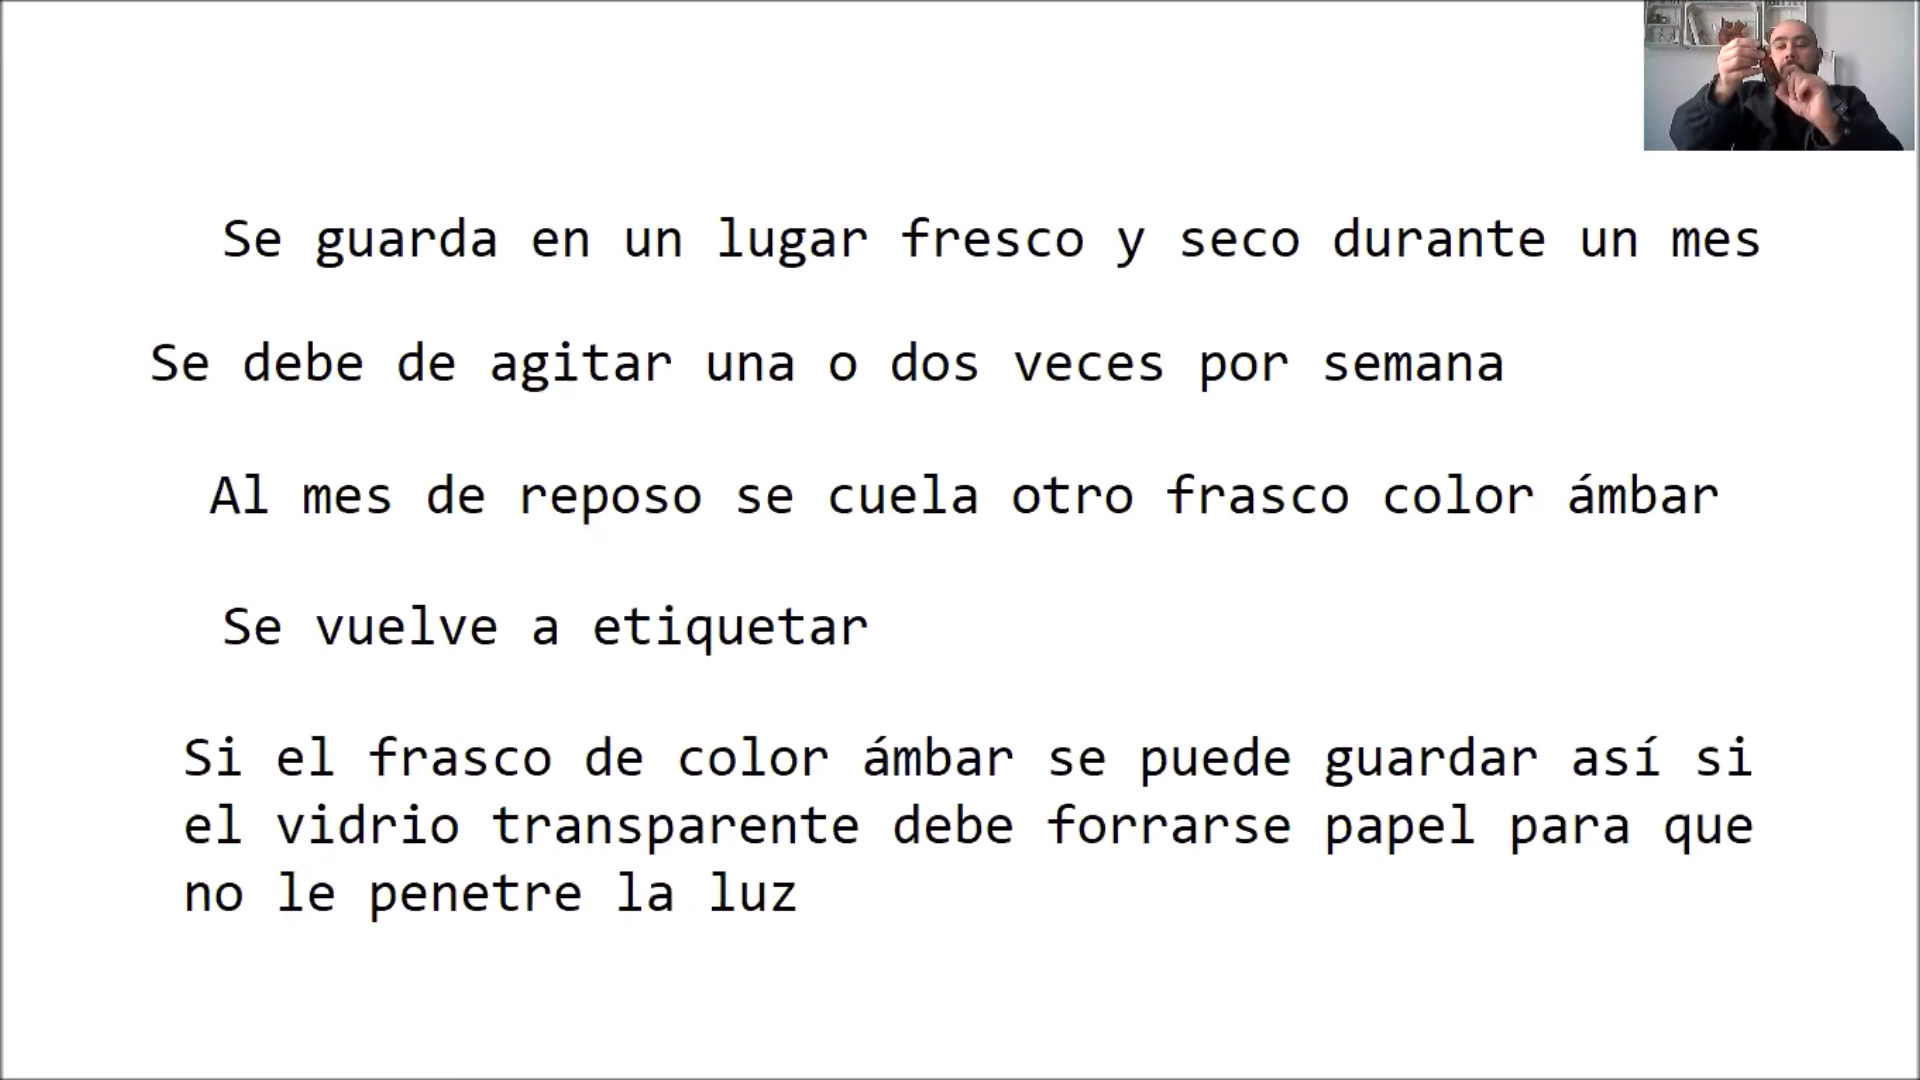 Se guarda en un lugar fresco y seco durante un mes
Se debe de agitar una o dos veces por semana
Al mes de reposo se cuela otro frasco color ámbar
Se vuelve a etiquetar
Si el frasco de color ámbar se puede guardar así si
el vidrio transparente debe forrarse papel para que
no le penetre la luz